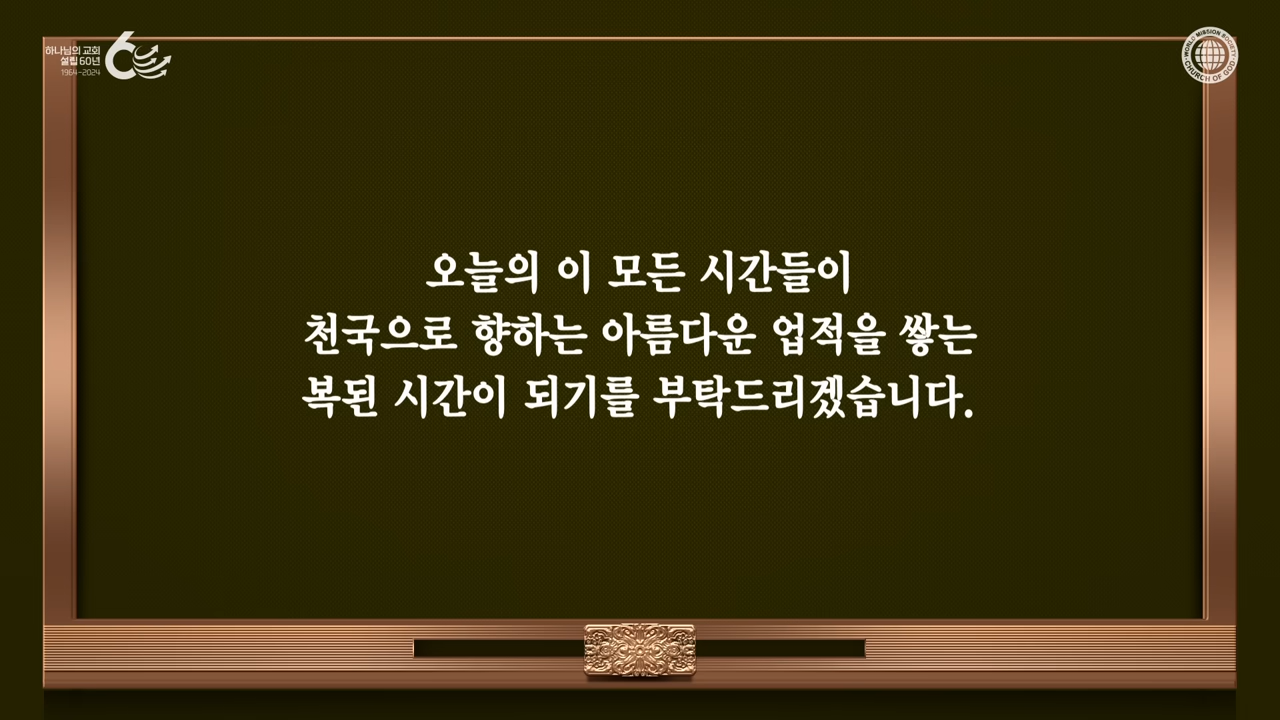 하나님의 교회
설립 60년
1964-2024
60
WORLD MISSION SOCIETY
CHURCH OF GOD
오늘의 이 모든 시간들이
천국으로 향하는 아름다운 업적을 쌓는
복된 시간이 되기를 부탁드리겠습니다.